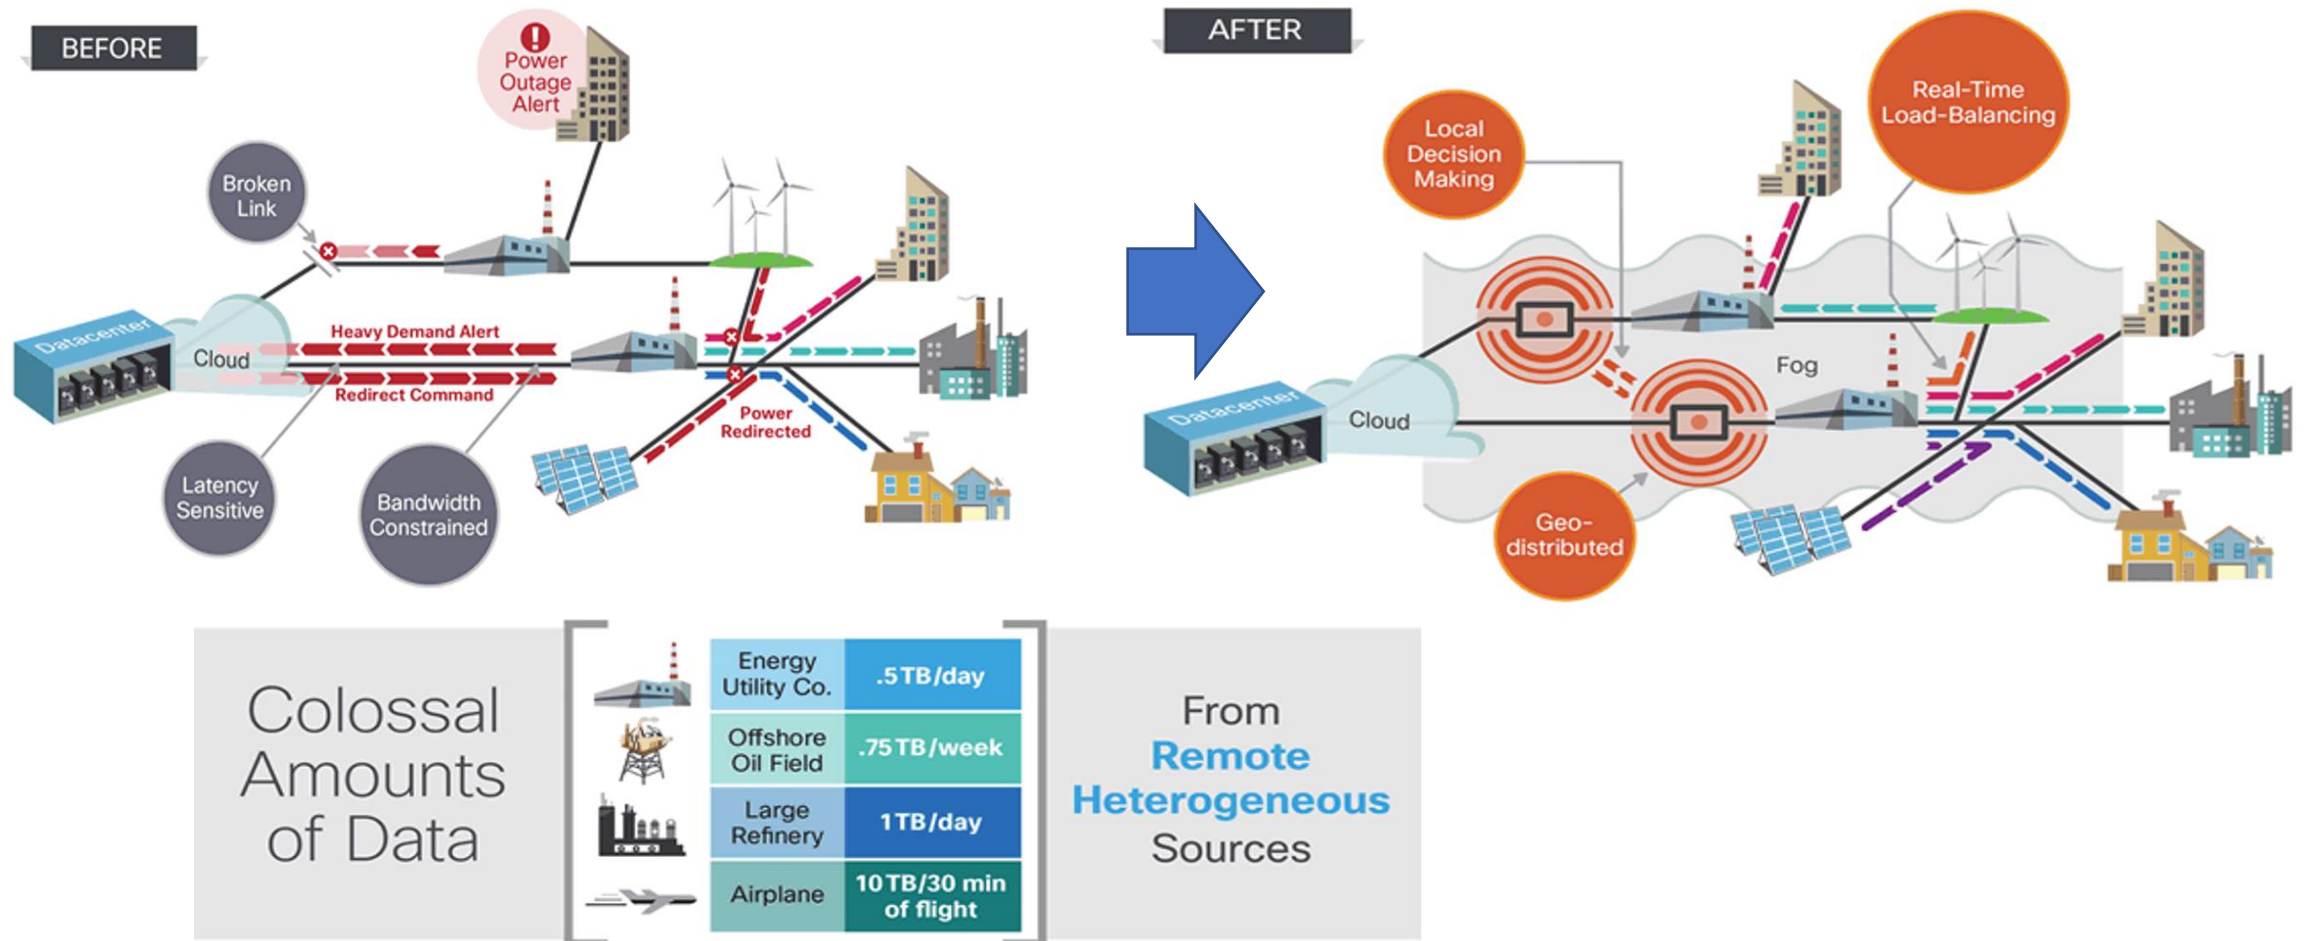 BEFORE
!
Power
Outage
Alert
Broken
Link
Datacenter
Cloud
Heavy Demand Alert
Redirect Command
Power
Redirected
Latency
Sensitive
Bandwidth
Constrained
AFTER
Local
Decision
Making
Real-Time
Load-Balancing
Fog
Datacenter
Cloud
Geo-
distributed
Colossal
Amounts
of Data
Energy
Utility Co.
.5TB/day
Offshore
Oil Field
.75TB/week
Large
Refinery
1TB/day
Airplane
10TB/30 min
of flight
From
Remote
Heterogeneous
Sources